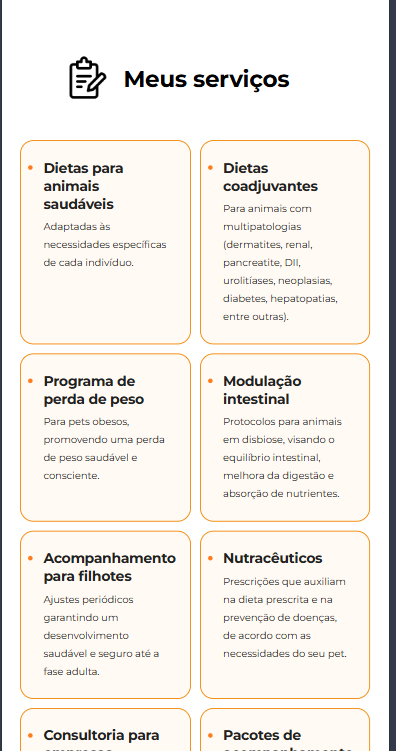 Meus serviços
Dietas para
animais
saudáveis
Adaptadas às
necessidades específicas
de cada indivíduo.
Dietas
coadjuvantes
Para animais com
multipatologias
(dermatites, renal,
pancreatite, DII,
urolitíases, neoplasias,
diabetes, hepatopatias,
entre outras).
Programa de
perda de peso
Para pets obesos,
promovendo uma perda
de peso saudável e
consciente.
Modulação
intestinal
Protocolos para animais
em disbiose, visando o
equilíbrio intestinal,
melhora da digestão e
absorção de nutrientes.
Acompanhamento
para filhotes
Ajustes periódicos
garantindo um
desenvolvimento
saudável e seguro até a
fase adulta.
Nutracêuticos
Prescrições que auxiliam
na dieta prescrita e na
prevenção de doenças,
de acordo com as
necessidades do seu pet.
Consultoria para
empresas
Pacotes de
acompanhamento